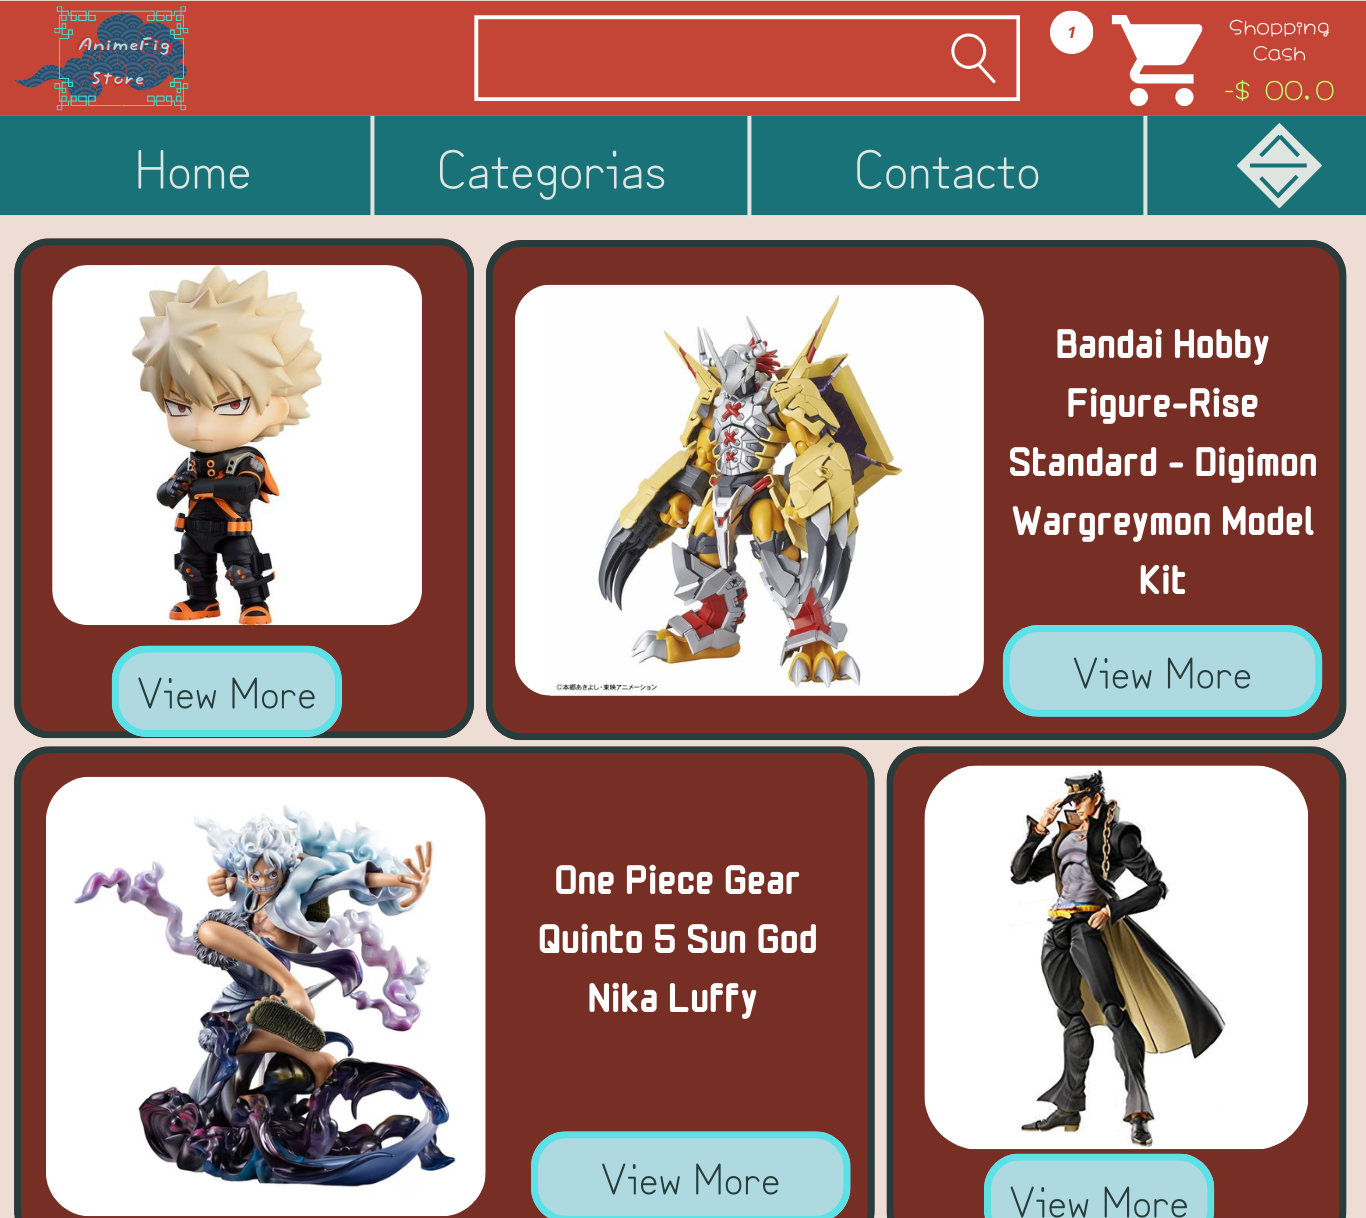 AnimeFig
Store
1
Shopping
Cash
-$ 00.0
Home
Categorias
Contacto
View More
Bandai Hobby
Figure-Rise
Standard - Digimon
Wargreymon Model
Kit
View More
©本郷あきよし・東映アニメーション
One Piece Gear
Quinto 5 Sun God
Nika Luffy
View More
View More